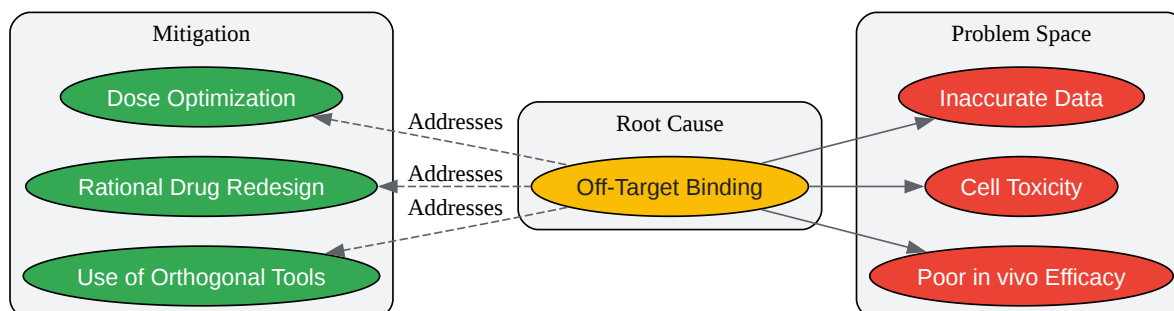 Mitigation
Dose Optimization
Rational Drug Redesign
Use of Orthogonal Tools
Addresses
Addresses
Addresses
Root Cause
Off-Target Binding
Problem Space
Inaccurate Data
Cell Toxicity
Poor in vivo Efficacy